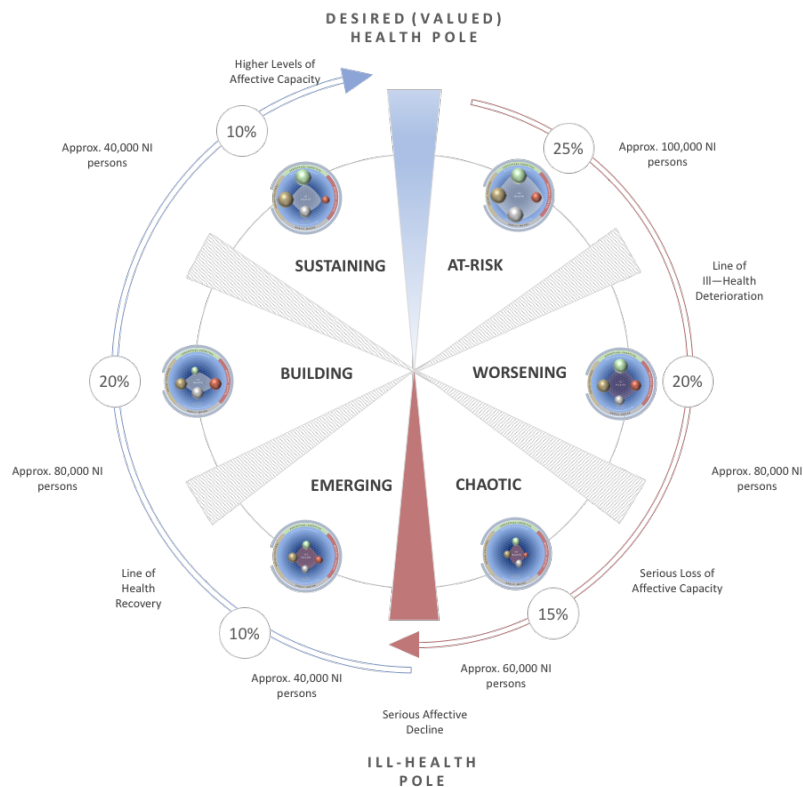 DESIRED (VALUED)
HEALTH POLE
Higher Levels of
Affective Capacity
10%
25%
Approx. 40,000 NI
persons
Approx. 100,000 NI
persons
SUSTAINING
AT-RISK
Line of
Ill—Health
Deterioration
BUILDING
WORSENING
20%
20%
Approx. 80,000 NI
persons
Approx. 80,000 NI
persons
EMERGING
CHAOTIC
Line of
Health
Recovery
Serious Loss of
Affective Capacity
10%
15%
Approx. 40,000 NI
persons
Approx. 60,000 NI
persons
Serious Affective
Decline
ILL-HEALTH
POLE